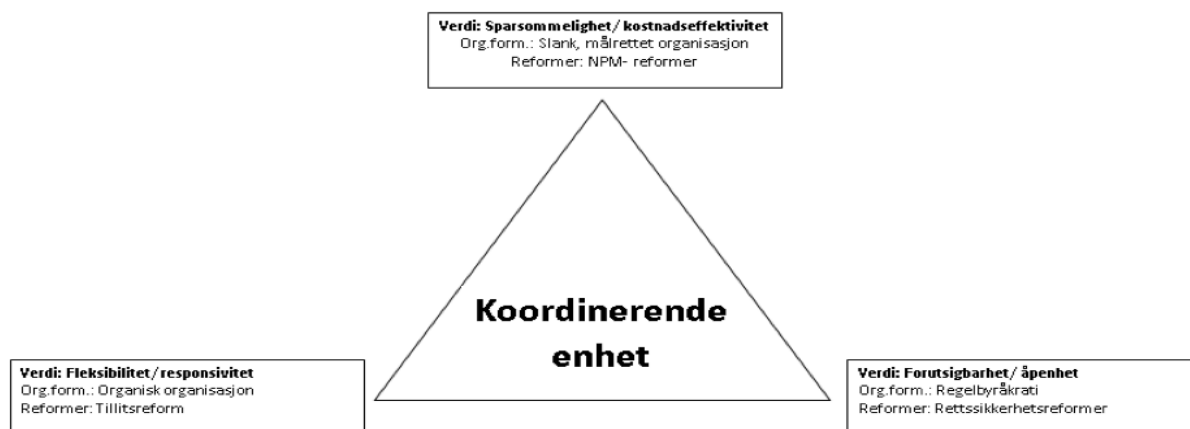 Verdi: Sparsommelighet/ kostnadseffektivitet
Org.form.: Slank, målrettet organisasjon
Reformer: NPM- reformer
Koordinerende
enhet
Verdi: Fleksibilitet/ responsivitet
Org.form.: Organisk organisasjon
Reformer: Tillitsreform
Verdi: Forutsigbarhet/ åpenhet
Org.form.: Regelbyråkrati
Reformer: Rettssikkerhetsreformer